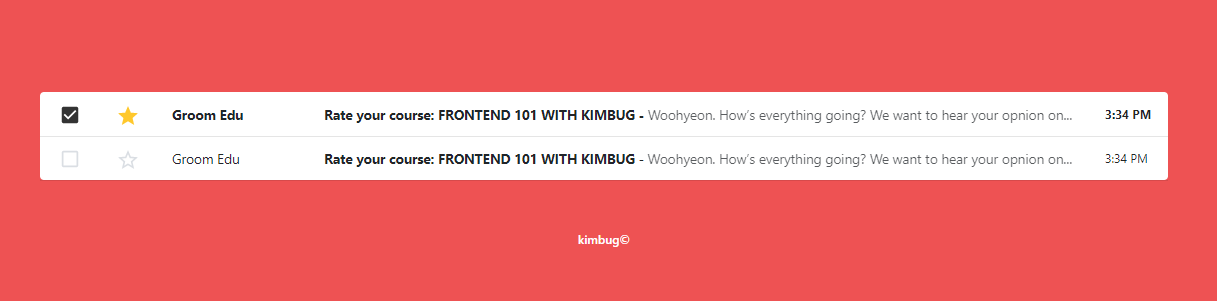 Groom Edu Rate your course: FRONTEND 101 WITH KIMBUG - Woohyeon. How's everything going? We want to hear your opnion on... 3:34 PM
Groom Edu Rate your course: FRONTEND 101 WITH KIMBUG - Woohyeon. How's everything going? We want to hear your opnion on... 3:34 PM
kimbug©